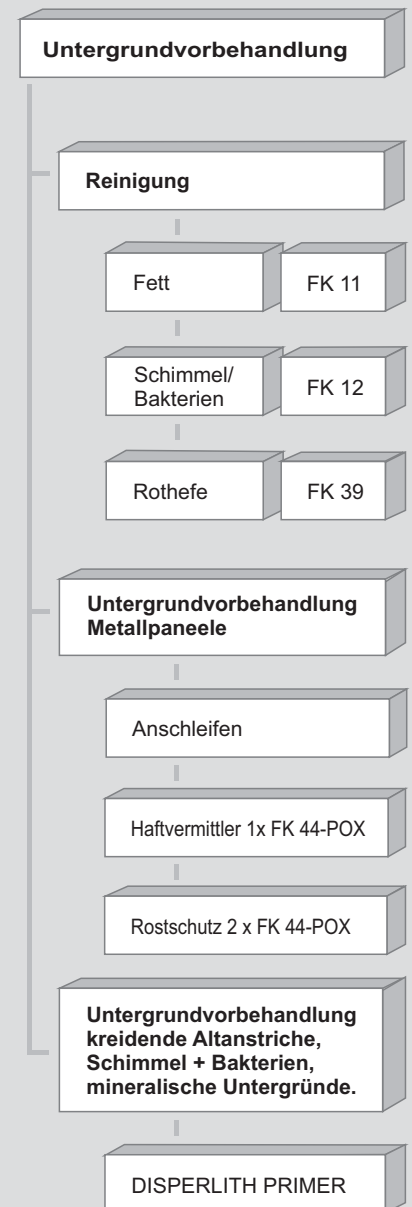 Untergrundvorbehandlung
Reinigung
Fett
FK 11
Schimmel/
Bakterien
FK 12
Rothefe
FK 39
Untergrundvorbehandlung
Metallpaneele
Anschleifen
Haftvermittler 1x FK 44-POX
Rostschutz 2 x FK 44-POX
Untergrundvorbehandlung
kreidende Altanstriche,
Schimmel + Bakterien,
mineralische Untergründe.
DISPERLITH PRIMER